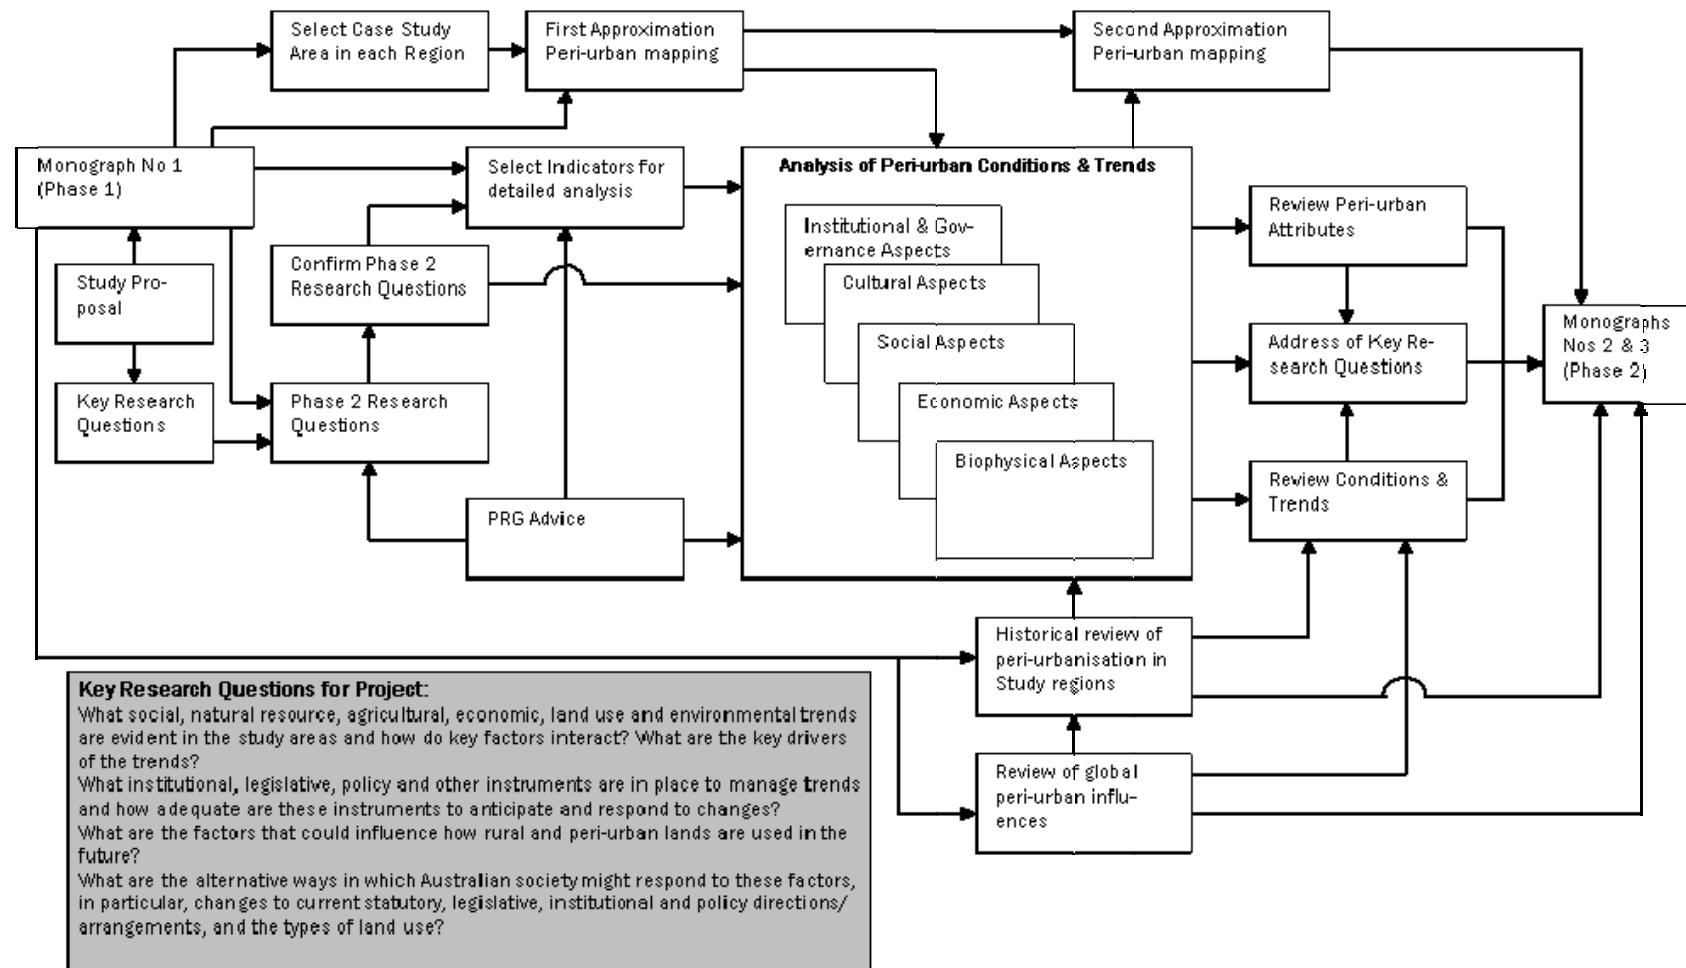 Select Case Study
Area in each Region
First Approximation
Peri-urban mapping
Second Approximation
Peri-urban mapping
Monograph No 1
(Phase 1)
Select Indicators for
detailed analysis
Analysis of Peri-urban Conditions & Trends
Institutional & Gov-
ernance Aspects
Cultural Aspects
Social Aspects
Economic Aspects
Biophysical Aspects
Review Peri-urban
Attributes
Study Pro-
posal
Confirm Phase 2
Research Questions
Address of Key Re-
search Questions
Monographs
Nos 2 & 3
(Phase 2)
Key Research
Questions
Phase 2 Research
Questions
Review Conditions &
Trends
PRG Advice
Historical review of
peri-urbanisation in
Study regions
Review of global
peri-urban influ-
ences
Key Research Questions for Project:
What social, natural resource, agricultural, economic, land use and environmental trends
are evident in the study areas and how do key factors interact? What are the key drivers
of the trends?
What institutional, legislative, policy and other instruments are in place to manage trends
and how adequate are these instruments to anticipate and respond to changes?
What are the factors that could influence how rural and peri-urban lands are used in the
future?
What are the alternative ways in which Australian society might respond to these factors,
in particular, changes to current statutory, legislative, institutional and policy directions/
arrangements, and the types of land use?